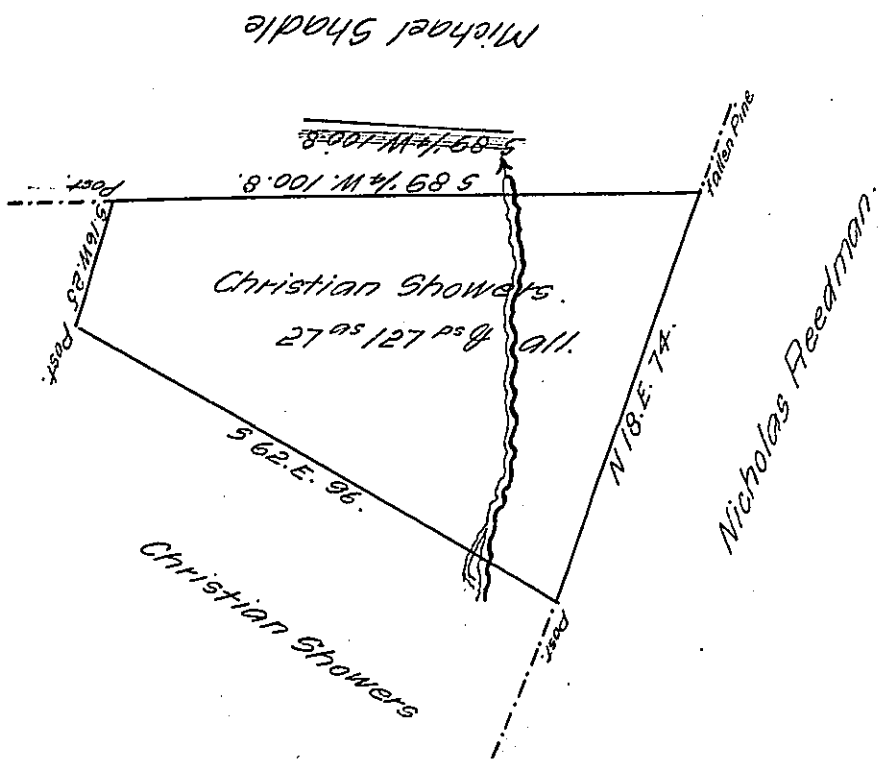 Michael Shadle
S 89 1/4 W 100.8
S 89 1/4 W. 100.8.
Fallen Pine
Post.
S. 16 W. 23
Post.
Christian Showers.
27 as 127 ps & all.
N 18. E. 74.
Nicholas Reedman.
S 62. E. 96.
Christian Showers
Post.